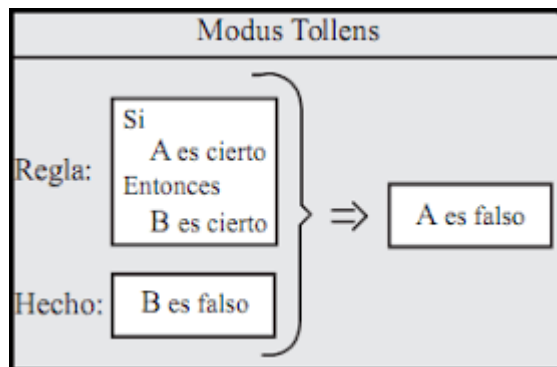 Modus Tollens
Regla:
Si
A es cierto
Entonces
B es cierto
Hecho:
B es falso
A es falso